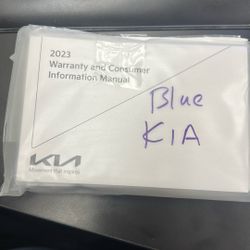 2023
Warranty and Consumer
Information Manual
Blue
KIA
KIA
Movement that inspires